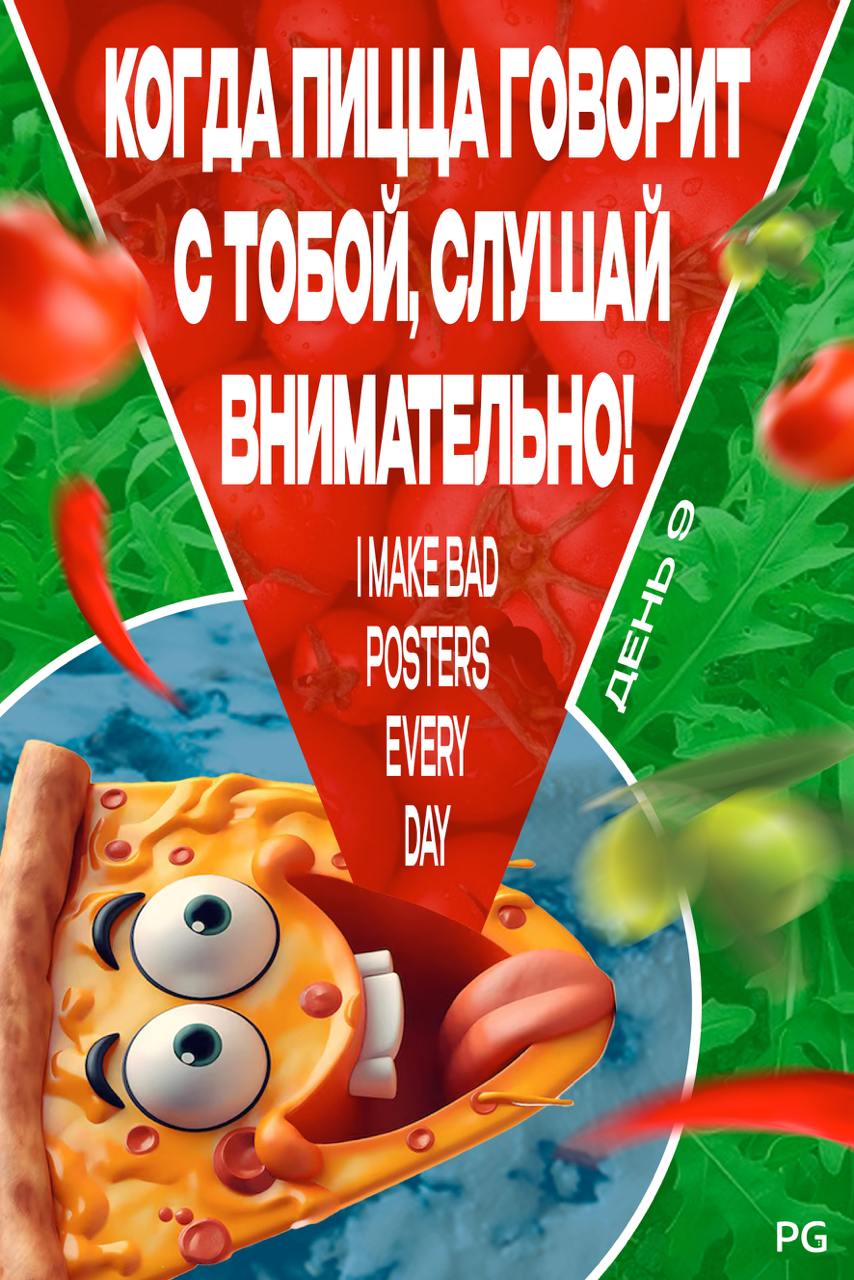 КОГДА ПИЦЦА ГОВОРИТ
С ТОБОЙ, СЛУШАЙ
ВНИМАТЕЛЬНО!
I MAKE BAD
POSTERS
EVERY
DAY
ДЕНЬ 9
PG